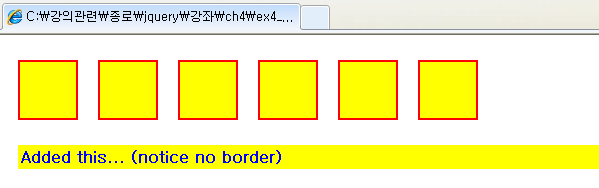 C:\강의관련\종로\jquery\강좌\ch4\ex4_...
Added this... (notice no border)